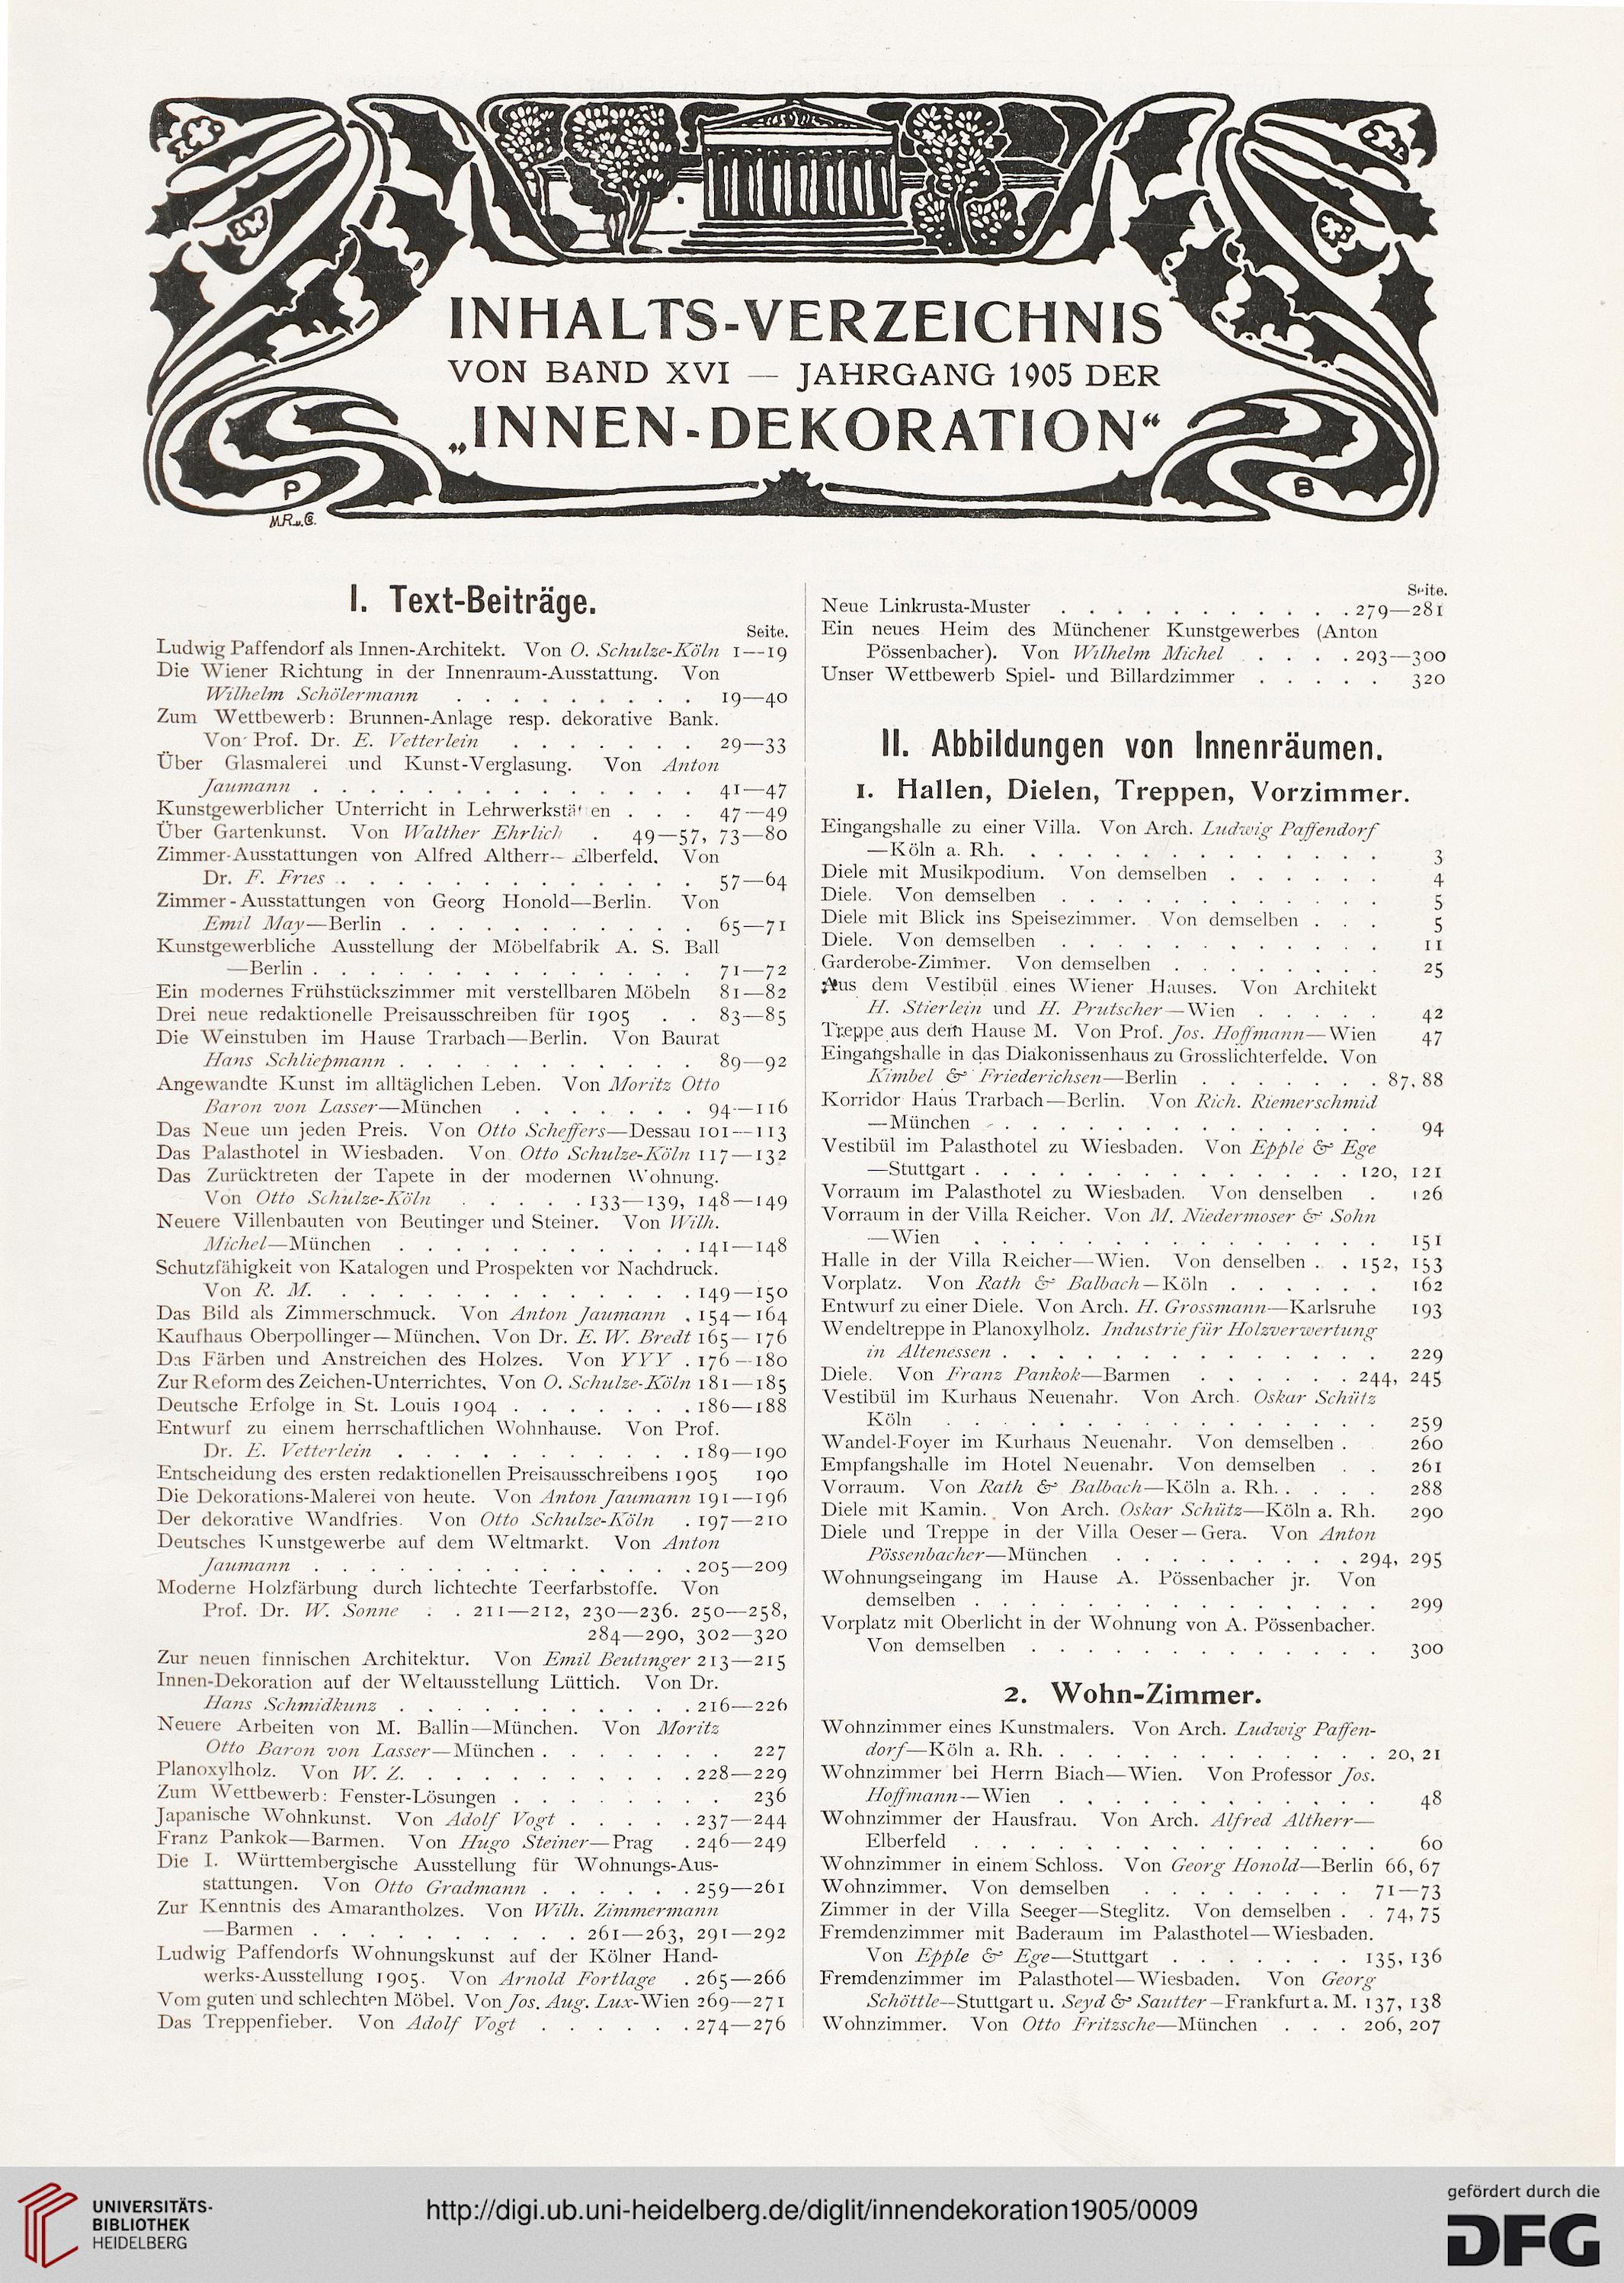 INHALTS-VERZEICHNIS
VON BAND XVI — JAHRGANG 1905 DER
„INNEN-DEKORATION“
P
B
M.R.u.C.
I. Text-Beiträge.
Seite.
Ludwig Paffendorf als Innen-Architekt. Von O. Schulze-Köln 1—19
Die Wiener Richtung in der Innenraum-Ausstattung. Von
Wilhelm Schölermann . . . . . . . . . 19—40
Zum Wettbewerb: Brunnen-Anlage resp. dekorative Bank.
Von Prof. Dr. E. Vetterlein . . . . . . . 29—33
Über Glasmalerei und Kunst-Verglasung. Von Anton
Jaumann . . . . . . . . . . . . . . 41—47
Kunstgewerblicher Unterricht in Lehrwerkstätten . . . 47—49
Über Gartenkunst. Von Walther Ehrlich . 49—57, 73—80
Zimmer-Ausstattungen von Alfred Altherr—Elberfeld. Von
Dr. F. Fries . . . . . . . . . . . . . 57—64
Zimmer-Ausstattungen von Georg Honold—Berlin. Von
Emil May—Berlin . . . . . . . . . . . 65—71
Kunstgewerbliche Ausstellung der Möbelfabrik A. S. Ball
—Berlin . . . . . . . . . . . . . . 71—72
Ein modernes Frühstückszimmer mit verstellbaren Möbeln 81—82
Drei neue redaktionelle Preisausschreiben für 1905 . . 83—85
Die Weinstuben im Hause Trarbach—Berlin. Von Baurat
Hans Schliepmann . . . . . . . . . . . 89—92
Angewandte Kunst im alltäglichen Leben. Von Moritz Otto
Baron von Lasser—München . . . . . . . 94—116
Das Neue um jeden Preis. Von Otto Scheffers—Dessau 101—113
Das Palasthotel in Wiesbaden. Von Otto Schulze-Köln 117—132
Das Zurücktreten der Tapete in der modernen Wohnung.
Von Otto Schulze-Köln . . . . . 133—139, 148—149
Neuere Villenbauten von Beutinger und Steiner. Von Wilh.
Michel—München . . . . . . . . . . . 141—148
Schutzfähigkeit von Katalogen und Prospekten vor Nachdruck.
Von R. M. . . . . . . . . . . . . . . 149—150
Das Bild als Zimmerschmuck. Von Anton Jaumann . 154—164
Kaufhaus Oberpollinger—München. Von Dr. E. W. Bredt 165—176
Das Färben und Anstreichen des Holzes. Von YYY . 176—180
Zur Reform des Zeichen-Unterrichtes. Von O. Schulze-Köln 181—185
Deutsche Erfolge in St. Louis 1904 . . . . . . . 186—188
Entwurf zu einem herrschaftlichen Wohnhause. Von Prof.
Dr. E. Vetterlein . . . . . . . . . . . 189—190
Entscheidung des ersten redaktionellen Preisausschreibens 1905 190
Die Dekorations-Malerei von heute. Von Anton Jaumann 191—196
Der dekorative Wandfries. Von Otto Schulze-Köln . 197—210
Deutsches Kunstgewerbe auf dem Weltmarkt. Von Anton
Jaumann . . . . . . . . . . . . . . 205—209
Moderne Holzfärbung durch lichtechte Teerfarbstoffe. Von
Prof. Dr. W. Sonne . . 211—212, 230—236. 250—258,
284—290, 302—320
Zur neuen finnischen Architektur. Von Emil Beutinger 213—215
Innen-Dekoration auf der Weltausstellung Lüttich. Von Dr.
Hans Schmidkunz . . . . . . . . . . . 216—226
Neuere Arbeiten von M. Ballin—München. Von Moritz
Otto Baron von Lasser—München . . . . . . . 227
Planoxylholz. Von W. Z. . . . . . . . . . . 228—229
Zum Wettbewerb: Fenster-Lösungen . . . . . . . . 236
Japanische Wohnkunst. Von Adolf Vogt . . . . . 237—244
Franz Pankok—Barmen. Von Hugo Steiner—Prag . 246—249
Die I. Württembergische Ausstellung für Wohnungs-Aus-
stattungen. Von Otto Gradmann . . . . . . 259—261
Zur Kenntnis des Amarantholzes. Von Wilh. Zimmermann
—Barmen . . . . . . . . . . 261—263, 291—292
Ludwig Paffendorfs Wohnungskunst auf der Kölner Hand-
werks-Ausstellung 1905. Von Arnold Fortlage . 265—266
Vom guten und schlechten Möbel. Von Jos. Aug. Lux-Wien 269—271
Das Treppenfieber. Von Adolf Vogt . . . . . . 274—276
Seite.
Neue Linkrusta-Muster . . . . . . . . . . . 279—281
Ein neues Heim des Münchener Kunstgewerbes (Anton
Pössenbacher). Von Wilhelm Michel . . . . 293—300
Unser Wettbewerb Spiel- und Billardzimmer . . . . . 320
II. Abbildungen von Innenräumen.
1. Hallen, Dielen, Treppen, Vorzimmer.
Eingangshalle zu einer Villa. Von Arch. Ludwig Paffendorf
—Köln a. Rh. . . . . . . . . . . . . . 3
Diele mit Musikpodium. Von demselben . . . . . . 4
Diele. Von demselben . . . . . . . . . . . . 5
Diele mit Blick ins Speisezimmer. Von demselben . . . 5
Diele. Von demselben . . . . . . . . . . . . 11
Garderobe-Zimmer. Von demselben . . . . . . . . 25
Aus dem Vestibül eines Wiener Hauses. Von Architekt
H. Stierlein und H. Prutscher—Wien . . . . . 42
Treppe aus dem Hause M. Von Prof. Jos. Hoffmann—Wien 47
Eingangshalle in das Diakonissenhaus zu Grosslichterfelde. Von
Kimbel & Friederichsen—Berlin . . . . . . . 87, 88
Korridor Haus Trarbach—Berlin. Von Rich. Riemerschmid
—München . . . . . . . . . . . . . . 94
Vestibül im Palasthotel zu Wiesbaden. Von Epple & Ege
—Stuttgart . . . . . . . . . . . . . . 120, 121
Vorraum im Palasthotel zu Wiesbaden. Von denselben . 126
Vorraum in der Villa Reicher. Von M. Niedermoser & Sohn
—Wien . . . . . . . . . . . . . . . 151
Halle in der Villa Reicher—Wien. Von denselben . . 152, 153
Vorplatz. Von Rath & Balbach—Köln . . . . . . 162
Entwurf zu einer Diele. Von Arch. H. Grossmann—Karlsruhe 193
Wendeltreppe in Planoxylholz. Industrie für Holzverwertung
in Altenessen . . . . . . . . . . . . . . 229
Diele. Von Franz Pankok—Barmen . . . . . . 244, 245
Vestibül im Kurhaus Neuenahr. Von Arch. Oskar Schütz
Köln . . . . . . . . . . . . . . . . 259
Wandel-Foyer im Kurhaus Neuenahr. Von demselben . 260
Empfangshalle im Hotel Neuenahr. Von demselben . . 261
Vorraum. Von Rath & Balbach—Köln a. Rh. . . . . 288
Diele mit Kamin. Von Arch. Oskar Schütz—Köln a. Rh. 290
Diele und Treppe in der Villa Oeser—Gera. Von Anton
Pössenbacher—München . . . . . . . . . 294, 295
Wohnungseingang im Hause A. Pössenbacher jr. Von
demselben . . . . . . . . . . . . . . . 299
Vorplatz mit Oberlicht in der Wohnung von A. Pössenbacher.
Von demselben . . . . . . . . . . . . . 300
2. Wohn-Zimmer.
Wohnzimmer eines Kunstmalers. Von Arch. Ludwig Paffen-
dorf—Köln a. Rh. . . . . . . . . . . . . 20, 21
Wohnzimmer bei Herrn Biach—Wien. Von Professor Jos.
Hoffmann—Wien . . . . . . . . . . . . 48
Wohnzimmer der Hausfrau. Von Arch. Alfred Altherr—
Elberfeld . . . . . . . . . . . . . . . 60
Wohnzimmer in einem Schloss. Von Georg Honold—Berlin 66, 67
Wohnzimmer. Von demselben . . . . . . . . 71—73
Zimmer in der Villa Seeger—Steglitz. Von demselben . . 74, 75
Fremdenzimmer mit Baderaum im Palasthotel—Wiesbaden.
Von Epple & Ege—Stuttgart . . . . . . . 135, 136
Fremdenzimmer im Palasthotel—Wiesbaden. Von Georg
Schöttle—Stuttgart u. Seyd & Sautter—Frankfurt a. M. 137, 138
Wohnzimmer. Von Otto Fritzsche—München . . . 206, 207
UNIVERSITÄTS-
BIBLIOTHEK
HEIDELBERG
http://digi.ub.uni-heidelberg.de/diglit/innendekoration1905/0009
gefördert durch die
DFG